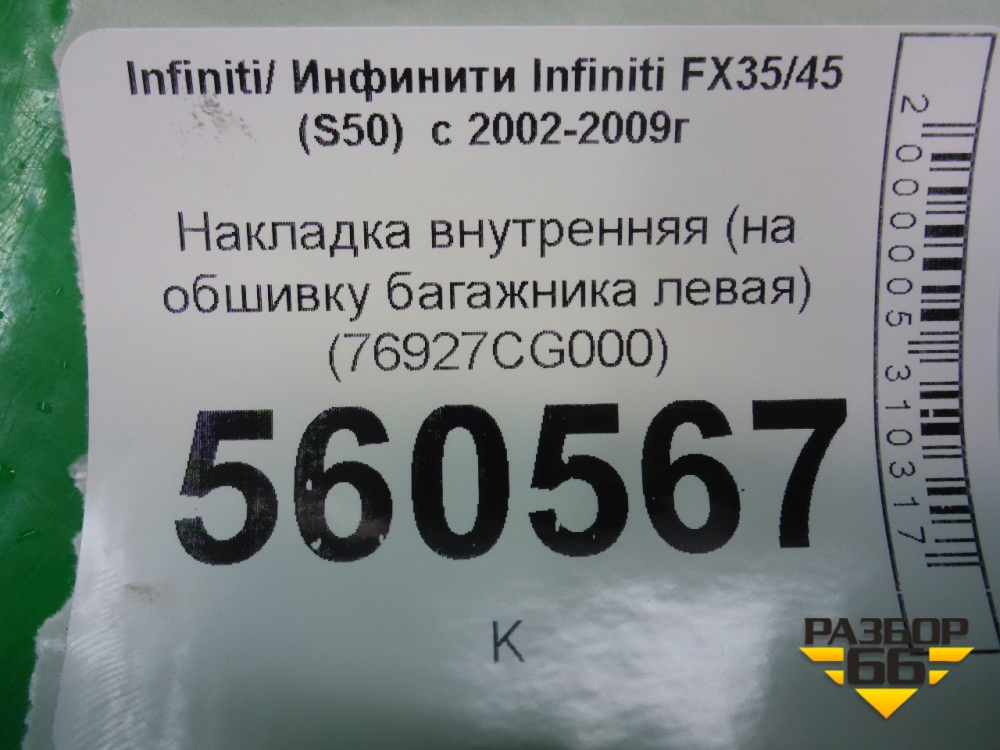 Infiniti/ Инфинити Infiniti FX35/45
(S50) с 2002-2009г
Накладка внутренняя (на
обшивку багажника левая)
(76927CG000)
560567
К
2000005310317
РАЗБОР
66